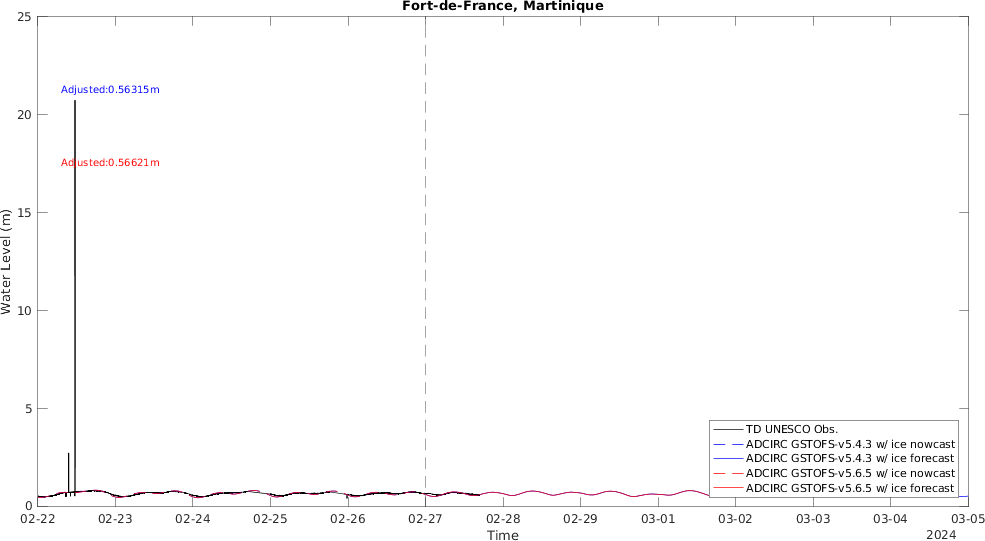 Fort-de-France, Martinique
25
20
15
10
5
0
Water Level (m)
Adjusted:0.56315m
Adjusted:0.56621m
TD UNESCO Obs.
ADCIRC GSTOFS-v5.4.3 w/ ice nowcast
ADCIRC GSTOFS-v5.4.3 w/ ice forecast
ADCIRC GSTOFS-v5.6.5 w/ ice nowcast
ADCIRC GSTOFS-v5.6.5 w/ ice forecast
02-22 02-23 02-24 02-25 02-26 02-27 02-28 02-29 03-01 03-02 03-03 03-04 03-05
Time
2024